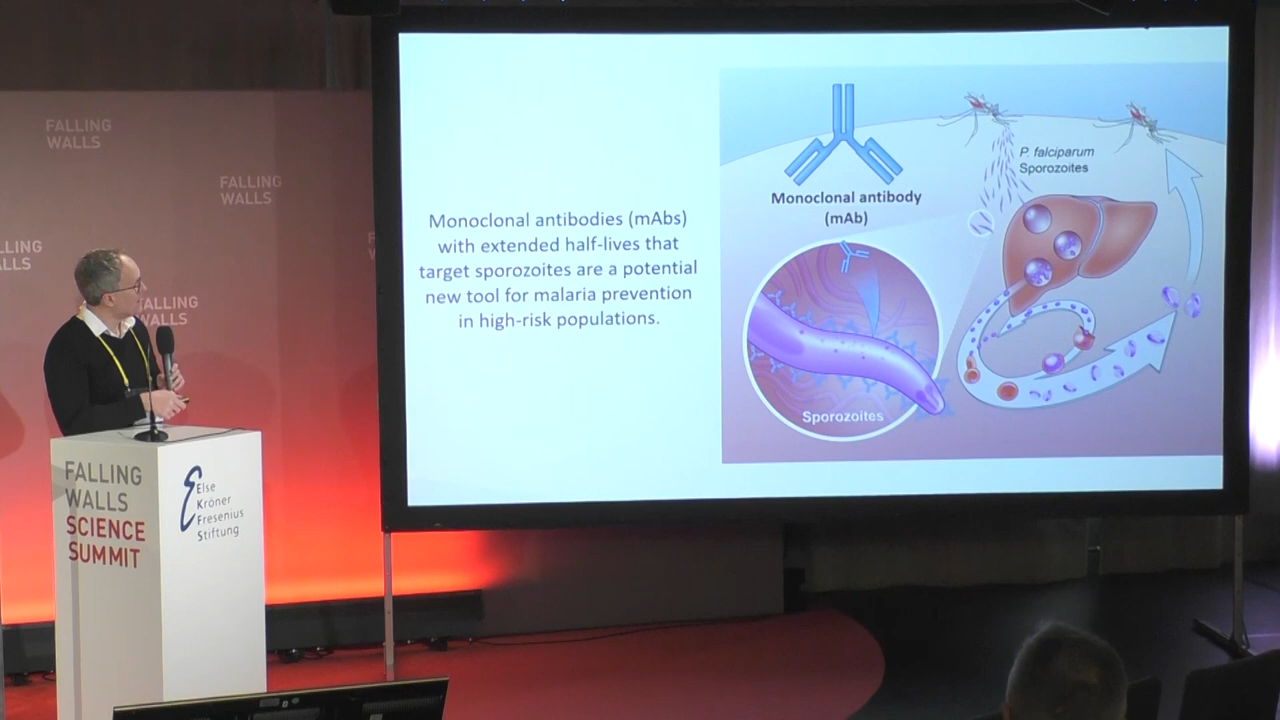 FALLING
WALLS
FALLING
WALLS
LLING
ALLS
TALLING
WALLS
FALLING
WALLS
SCIENCE
SUMMIT
Else
Kröner
Fresenius
Stiftung
Monoclonal antibodies (mAbs)
with extended half-lives that
target sporozoites are a potential
new tool for malaria prevention
in high-risk populations.
Monoclonal antibody
(mAb)
P. falciparum
Sporozoites
Sporozoites